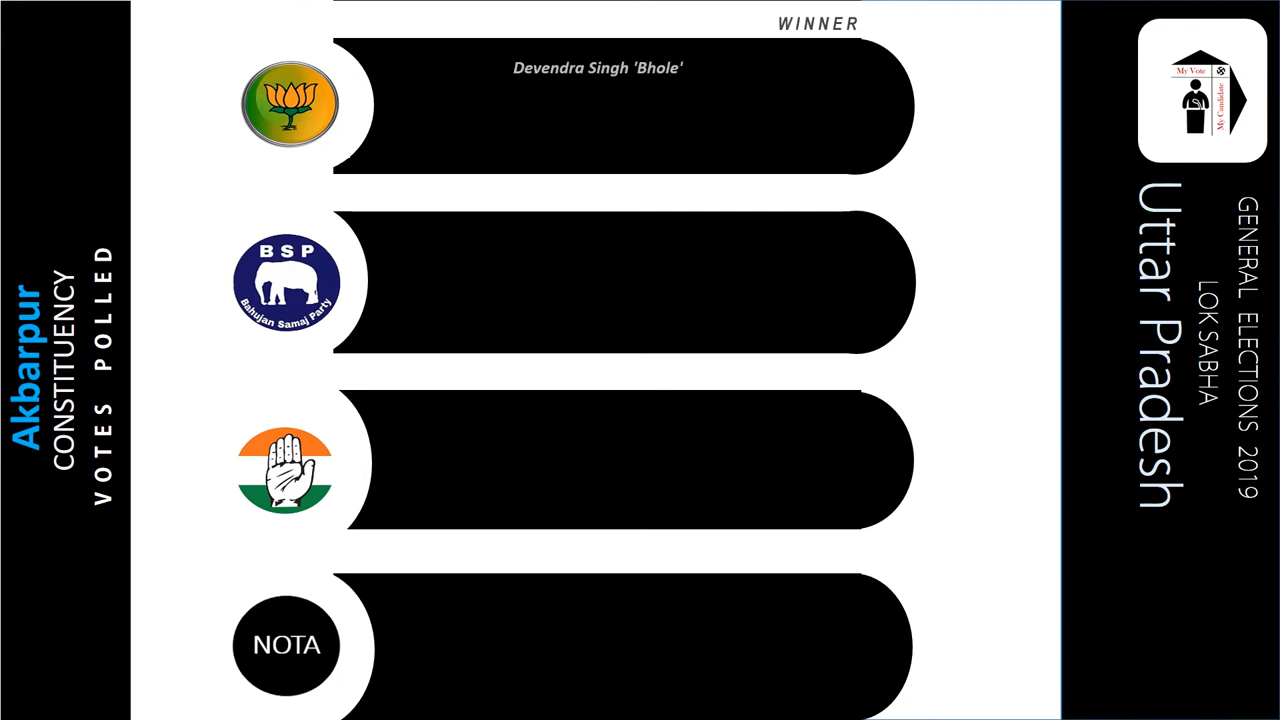 Akbarpur
CONSTITUENCY
VOTES POLLED
WINNER
Devendra Singh 'Bhole'
BSP
Bahujan Samaj Party
NOTA
My Vote
My Candidate
GENERAL ELECTIONS 2019
LOK SABHA
Uttar Pradesh